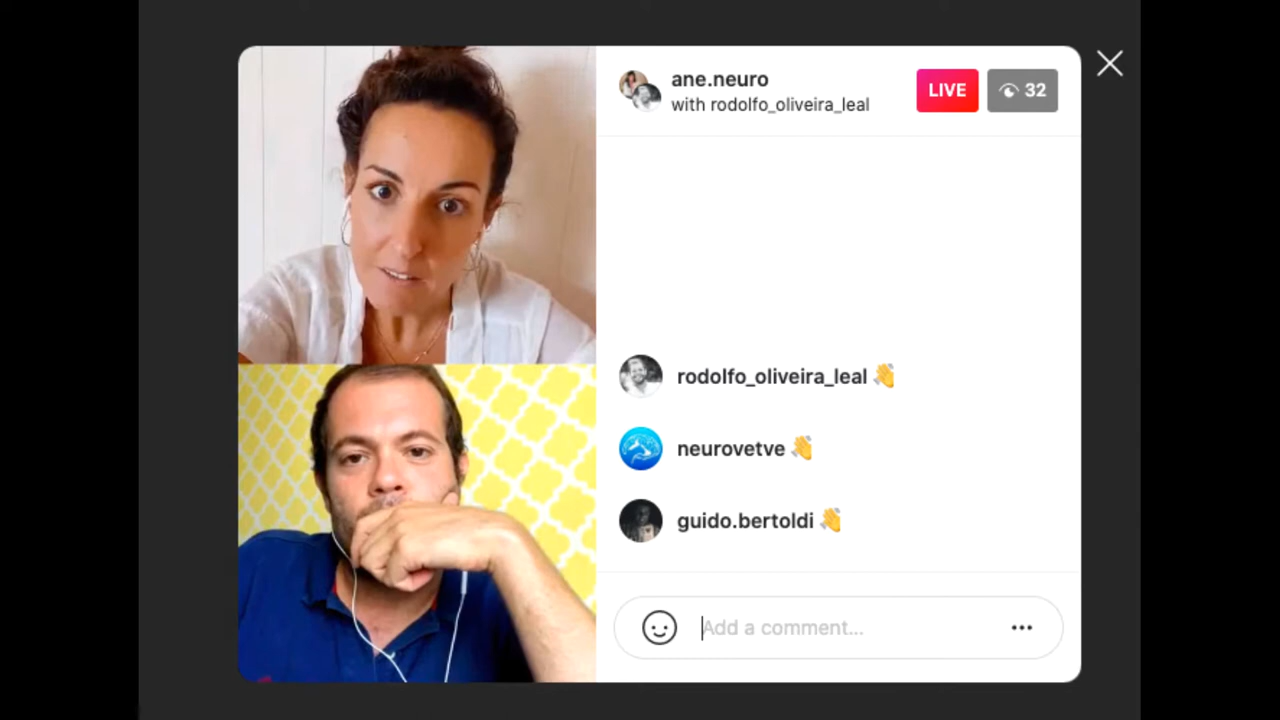 ane.neuro
with rodolfo_oliveira_leal
LIVE
32
rodolfo_oliveira_leal 👏
neurovetve 👏
guido.bertoldi 👏
Add a comment...